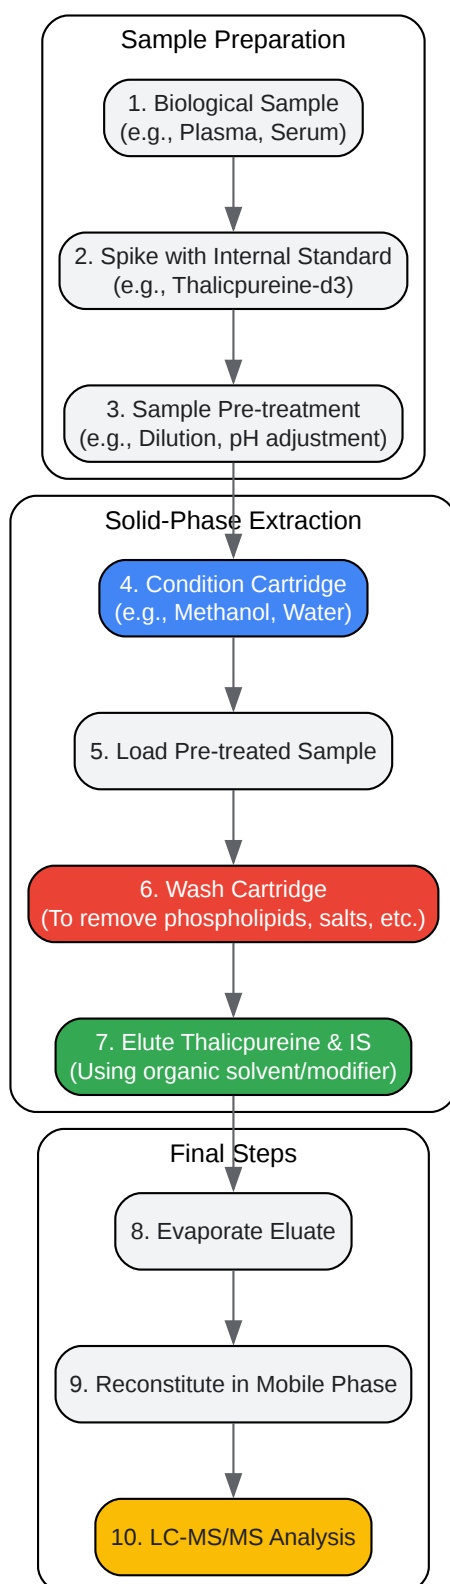 Sample Preparation
1. Biological Sample
(e.g., Plasma, Serum)
2. Spike with Internal Standard
(e.g., Thalicpureine-d3)
3. Sample Pre-treatment
(e.g., Dilution, pH adjustment)
Solid-Phase Extraction
4. Condition Cartridge
(e.g., Methanol, Water)
5. Load Pre-treated Sample
6. Wash Cartridge
(To remove phospholipids, salts, etc.)
7. Elute Thalicpureine & IS
(Using organic solvent/modifier)
Final Steps
8. Evaporate Eluate
9. Reconstitute in Mobile Phase
10. LC-MS/MS Analysis